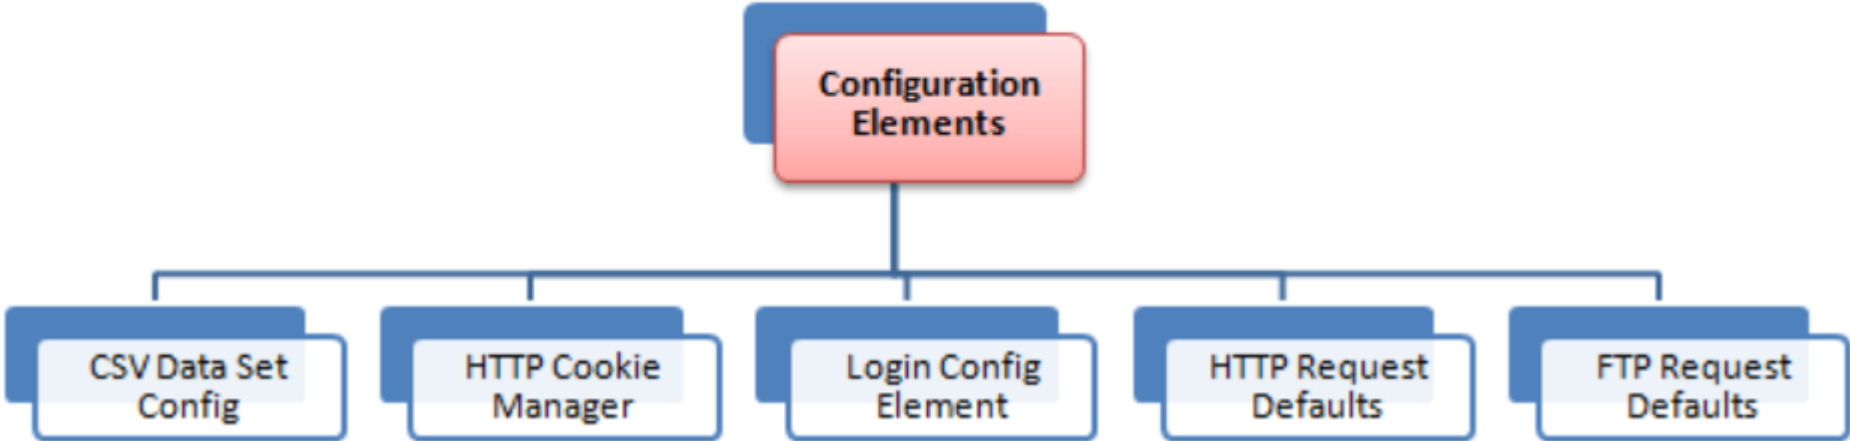 Configuration
Elements
CSV Data Set
Config
HTTP Cookie
Manager
Login Config
Element
HTTP Request
Defaults
FTP Request
Defaults